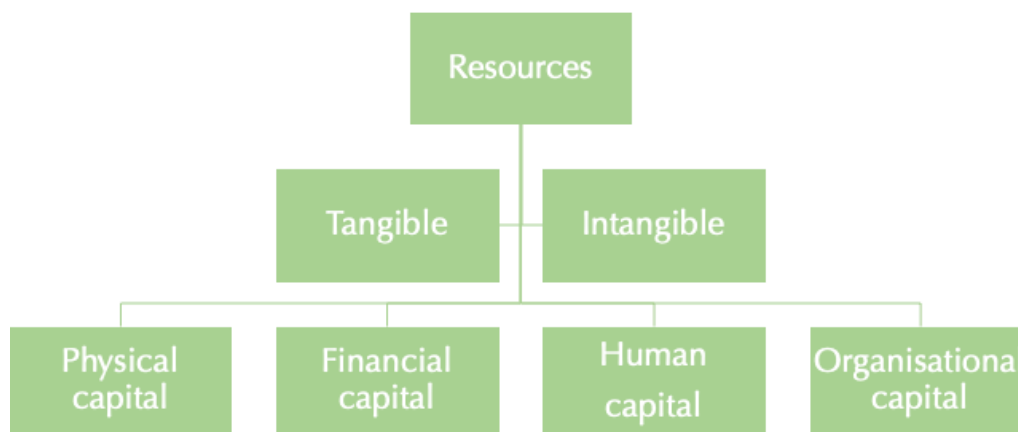 Resources
Tangible
Intangible
Physical
capital
Financial
capital
Human
capital
Organisationa
capital